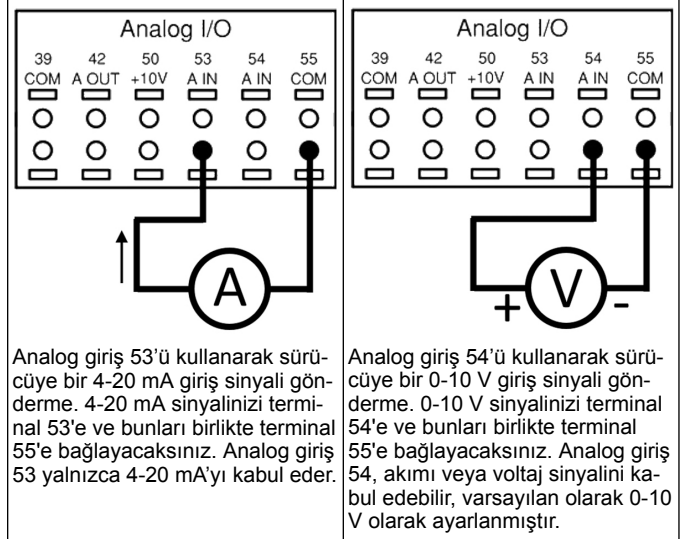 Analog I/O
39 42 50 53 54 55
COM A OUT +10V A IN A IN COM
A
Analog giriş 53’ü kullanarak sürü-
cüye bir 4-20 mA giriş sinyali gön-
derme. 4-20 mA sinyalinizi termi-
nal 53'e ve bunları birlikte terminal
55'e bağlayacaksınız. Analog giriş
53 yalnızca 4-20 mA’yı kabul eder.
Analog I/O
39 42 50 53 54 55
COM A OUT +10V A IN A IN COM
+ V -
Analog giriş 54’ü kullanarak sürü-
cüye bir 0-10 V giriş sinyali gön-
derme. 0-10 V sinyalinizi terminal
54'e ve bunları birlikte terminal
55'e bağlayacaksınız. Analog giriş
54, akımı veya voltaj sinyalini ka-
bul edebilir, varsayılan olarak 0-10
V olarak ayarlanmıştır.